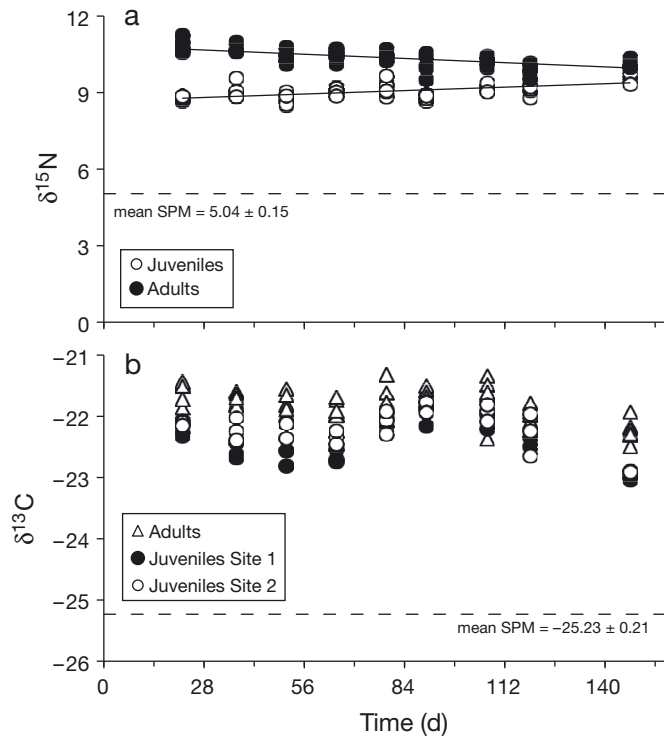 a
12
9
6
3
0
δ15N
mean SPM = 5.04 ± 0.15
Juveniles
Adults
b
–21
–22
–23
–24
–25
–26
δ13C
Adults
Juveniles Site 1
Juveniles Site 2
mean SPM = –25.23 ± 0.21
0 28 56 84 112 140
Time (d)